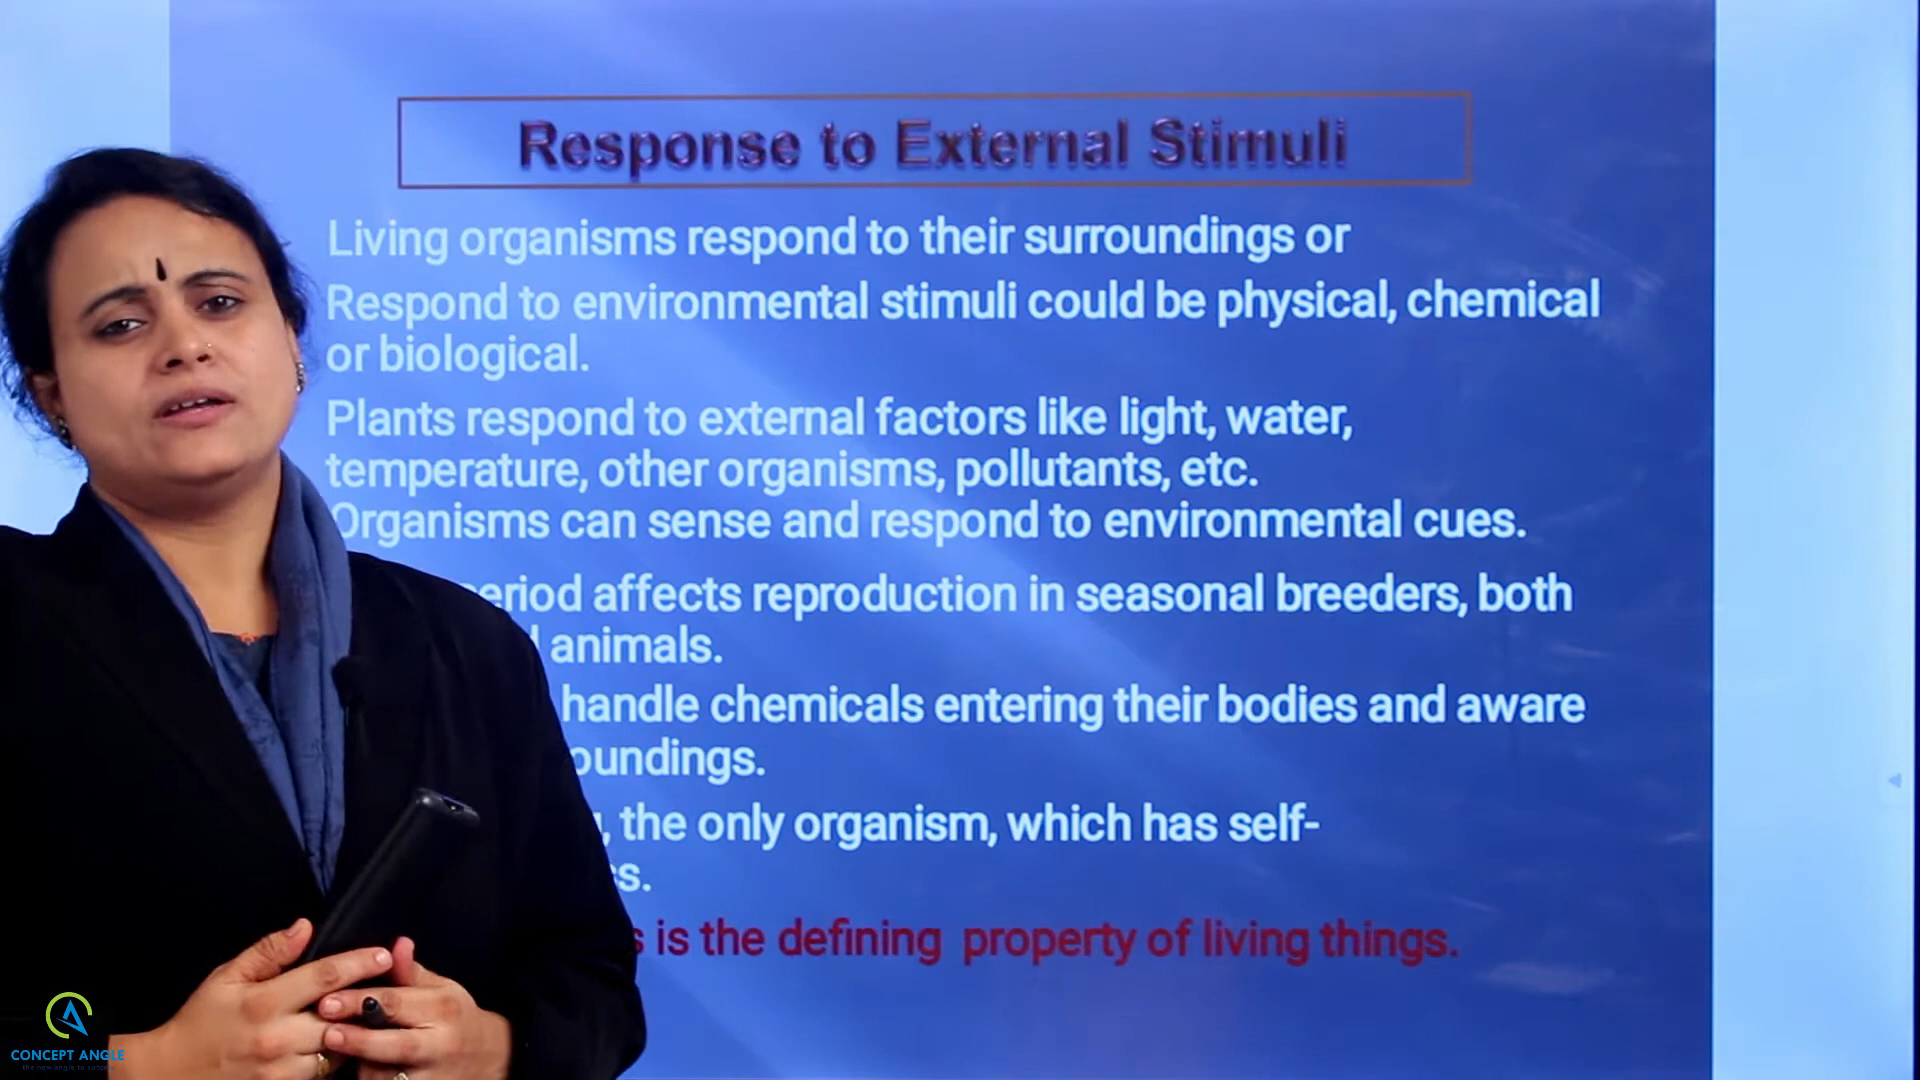 Response to External Stimuli
Living organisms respond to their surroundings or
Respond to environmental stimuli could be physical, chemical
or biological.
Plants respond to external factors like light, water,
temperature, other organisms, pollutants, etc.
Organisms can sense and respond to environmental cues.
affects reproduction in seasonal breeders, both
animals.
handle chemicals entering their bodies and aware
the only organism, which has self-
is the defining property of living things.
CONCEPT ANGLE